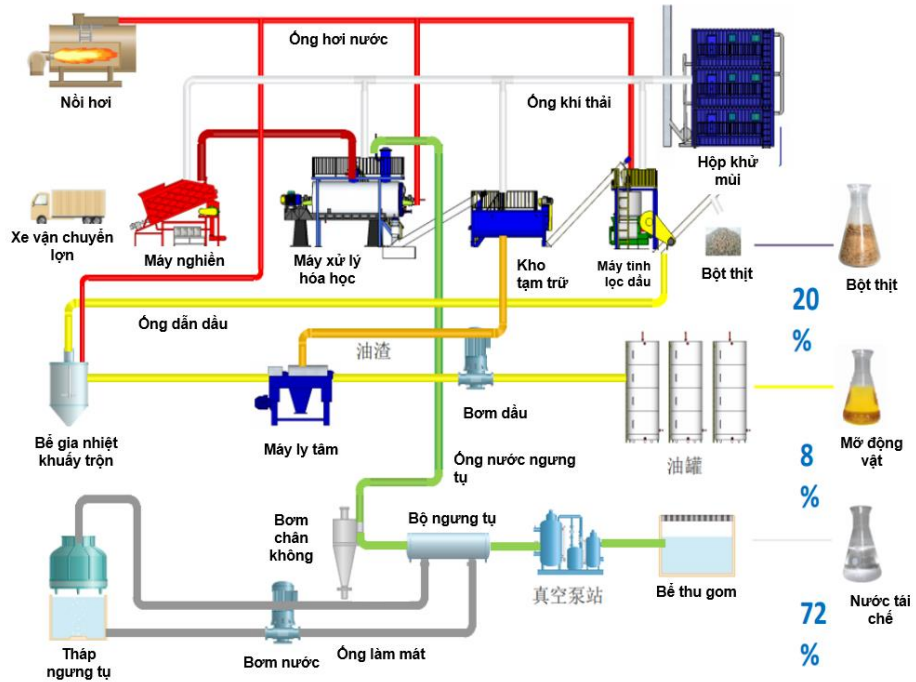 Ống hơi nước
Nồi hơi
Ống khí thải
Hộp khử
mùi
Xe vận chuyển
lợn
Máy nghiền
Máy xử lý
hóa học
Kho
tạm trữ
Máy tinh
lọc dầu
Bột thịt
Bột thịt
20
%
Ống dẫn dầu
油渣
Bơm dầu
Bể gia nhiệt
khuấy trộn
Máy ly tâm
Ống nước ngưng
tụ
油罐
8
%
Mỡ động
vật
Bơm
chân
không
Bộ ngưng tụ
真空泵站
Bể thu gom
Nước tái
chế
72
%
Tháp
ngưng tụ
Bơm nước
Ống làm mát